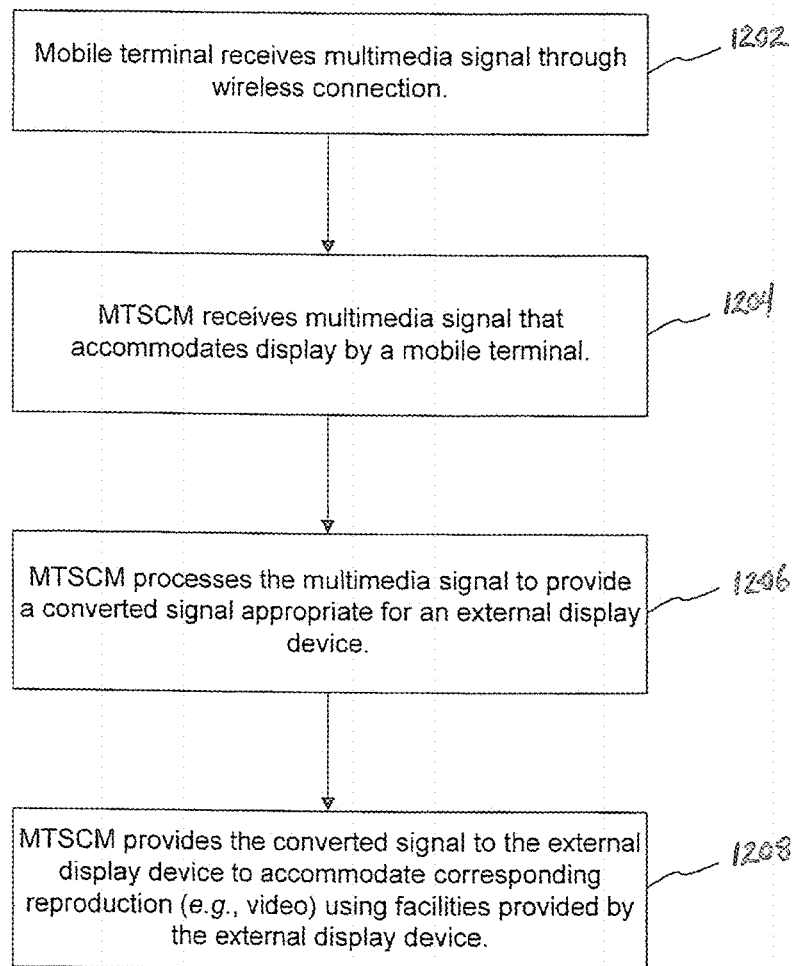 Mobile terminal receives multimedia signal through
wireless connection.
1202
MTSCM receives multimedia signal that
accommodates display by a mobile terminal.
1204
MTSCM processes the multimedia signal to provide
a converted signal appropriate for an external display
device.
1206
MTSCM provides the converted signal to the external
display device to accommodate corresponding
reproduction (e.g., video) using facilities provided by
the external display device.
1208